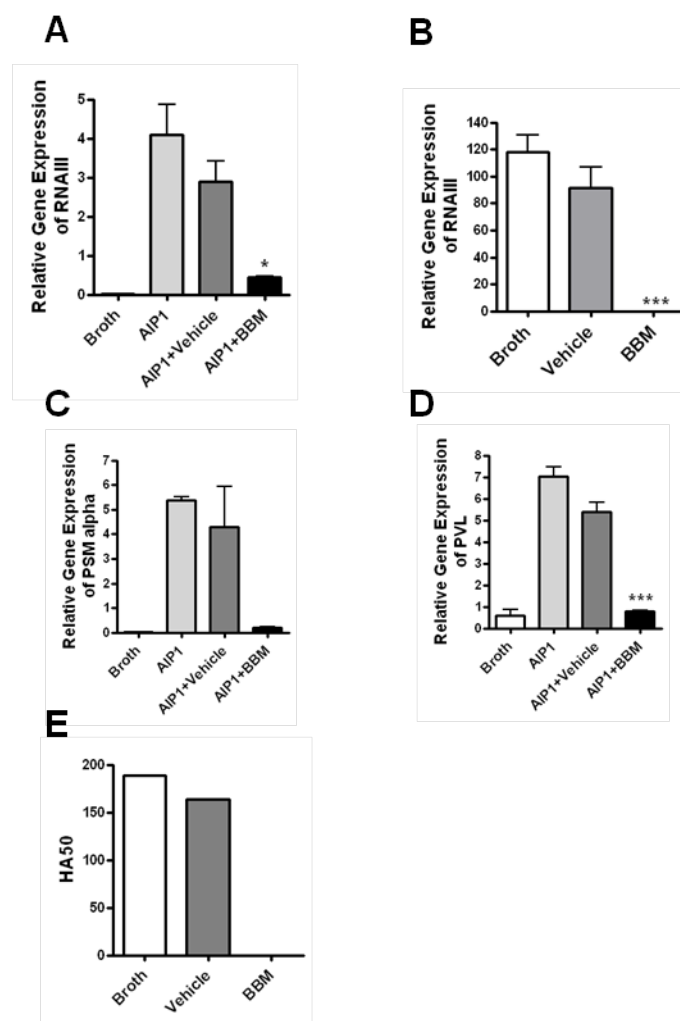 A
Relative Gene Expression
of RNAIII
5
4
3
2
1
0
*
Broth
AIP1
AIP1+Vehicle
AIP1+BBM
B
Relative Gene Expression
of RNAIII
140
120
100
80
60
40
20
0
***
Broth
Vehicle
BBM
C
Relative Gene Expression
of PSM alpha
7
6
5
4
3
2
1
0
Broth
AIP1
AIP1+Vehicle
AIP1+BBM
D
Relative Gene Expression
of PVL
8
7
6
5
4
3
2
1
0
***
Broth
AIP1
AIP1+Vehicle
AIP1+BBM
E
HA50
200
150
100
50
0
Broth
Vehicle
BBM